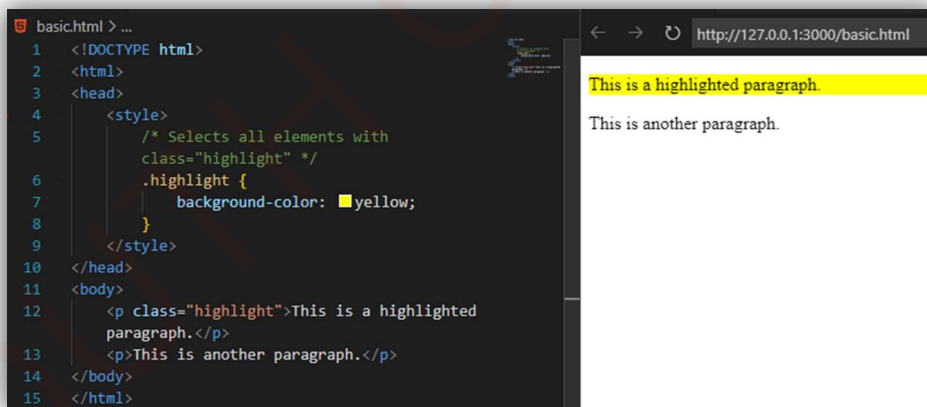 basic.html > ...
1 <!DOCTYPE html>
2 <html>
3 <head>
4 <style>
5 /* Selects all elements with
class="highlight" */
6 .highlight {
7 background-color: yellow;
8 }
9 </style>
10 </head>
11 <body>
12 <p class="highlight">This is a highlighted
paragraph.</p>
13 <p>This is another paragraph.</p>
14 </body>
15 </html>
http://127.0.0.1:3000/basic.html
This is a highlighted paragraph.
This is another paragraph.